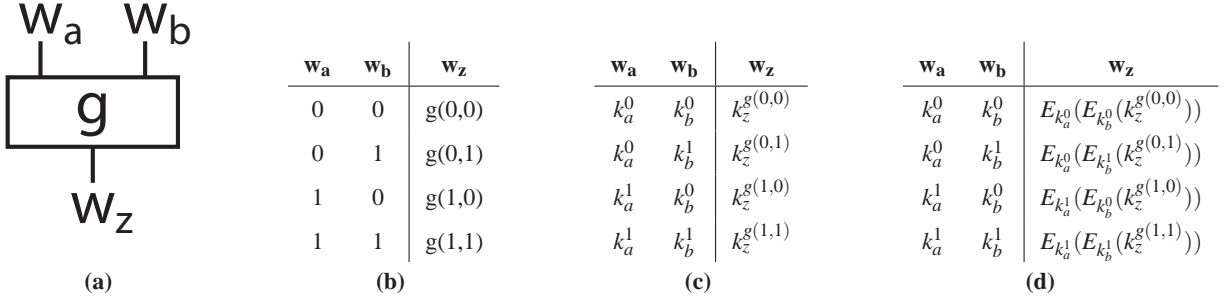 w_a w_b
g
w_z
(a)
w_a w_b w_z
0 0 g(0,0)
0 1 g(0,1)
1 0 g(1,0)
1 1 g(1,1)
(b)
w_a w_b w_z
k_a^0 k_b^0 k_z^{g(0,0)}
k_a^0 k_b^1 k_z^{g(0,1)}
k_a^1 k_b^0 k_z^{g(1,0)}
k_a^1 k_b^1 k_z^{g(1,1)}
(c)
w_a w_b w_z
k_a^0 k_b^0 E_{k_a^0}(E_{k_b^0}(k_z^{g(0,0)}))
k_a^0 k_b^1 E_{k_a^0}(E_{k_b^1}(k_z^{g(0,1)}))
k_a^1 k_b^0 E_{k_a^1}(E_{k_b^0}(k_z^{g(1,0)}))
k_a^1 k_b^1 E_{k_a^1}(E_{k_b^1}(k_z^{g(1,1)}))
(d)